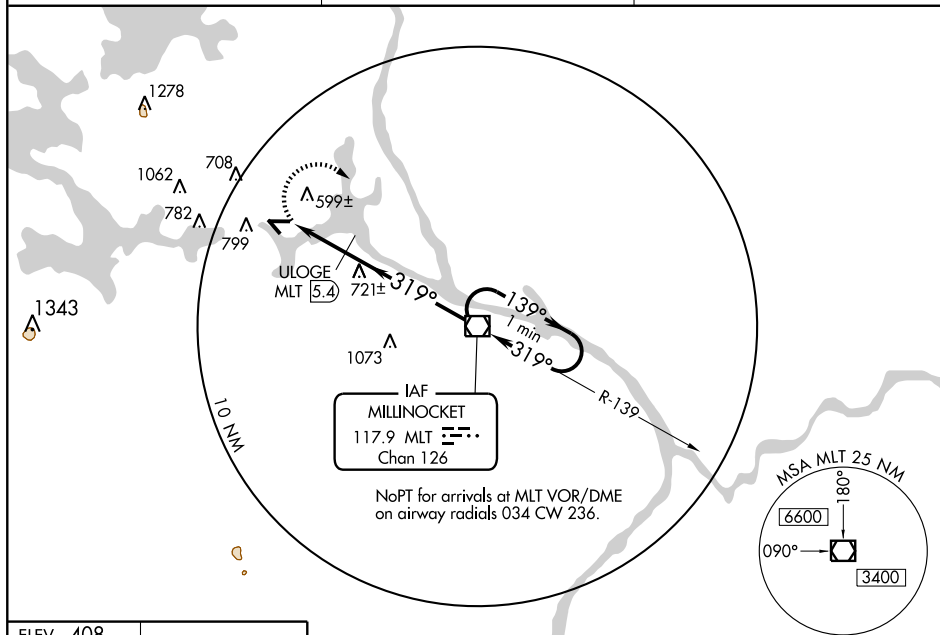 1278
708
1062
599±
782
799
ULOGE
MLT 5.4
721±
319°
139°
1 min
319°
1343
1073
IAF
MILLINOCKET
117.9 MLT
Chan 126
R-139
10 NM
NoPT for arrivals at MLT VOR/DME
on airway radials 034 CW 236.
MSA MLT 25 NM
180°
6600
090°
3400
ELEV 408